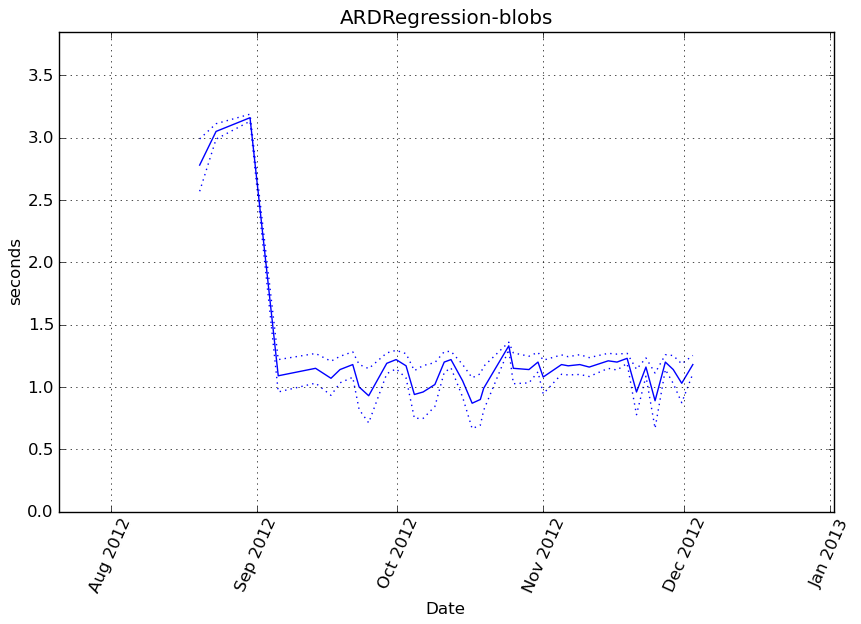 ARDRegression-blobs
seconds
3.5
3.0
2.5
2.0
1.5
1.0
0.5
0.0
Aug 2012
Sep 2012
Oct 2012
Nov 2012
Dec 2012
Jan 2013
Date